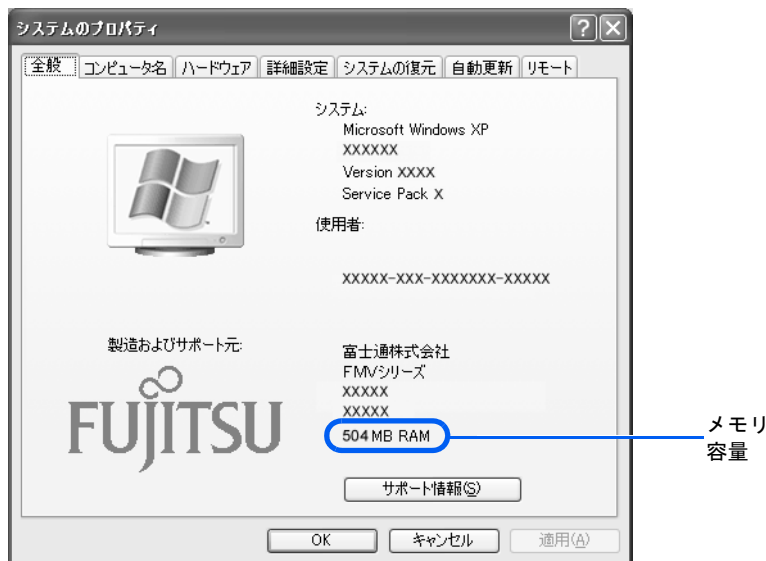 システムのプロパティ
全般 コンピュータ名 ハードウェア 詳細設定 システムの復元 自動更新 リモート
システム:
Microsoft Windows XP
XXXXXX
Version XXXX
Service Pack X
使用者:
XXXXX-XXX-XXXXXXX-XXXXX
製造およびサポート元:
FUJITSU
富士通株式会社
FMVシリーズ
XXXXX
XXXXX
504 MB RAM
メモリ
容量
サポート情報(S)
OK キャンセル 適用(A)